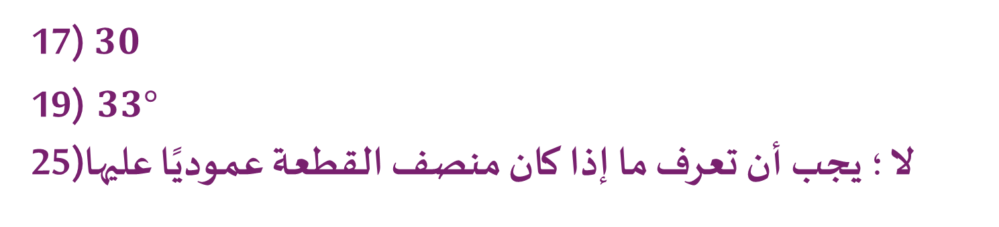 17) 30
19) 33°
25)لا ؛ يجب أن تعرف ما إذا كان منصف القطعة عموديًا عليها